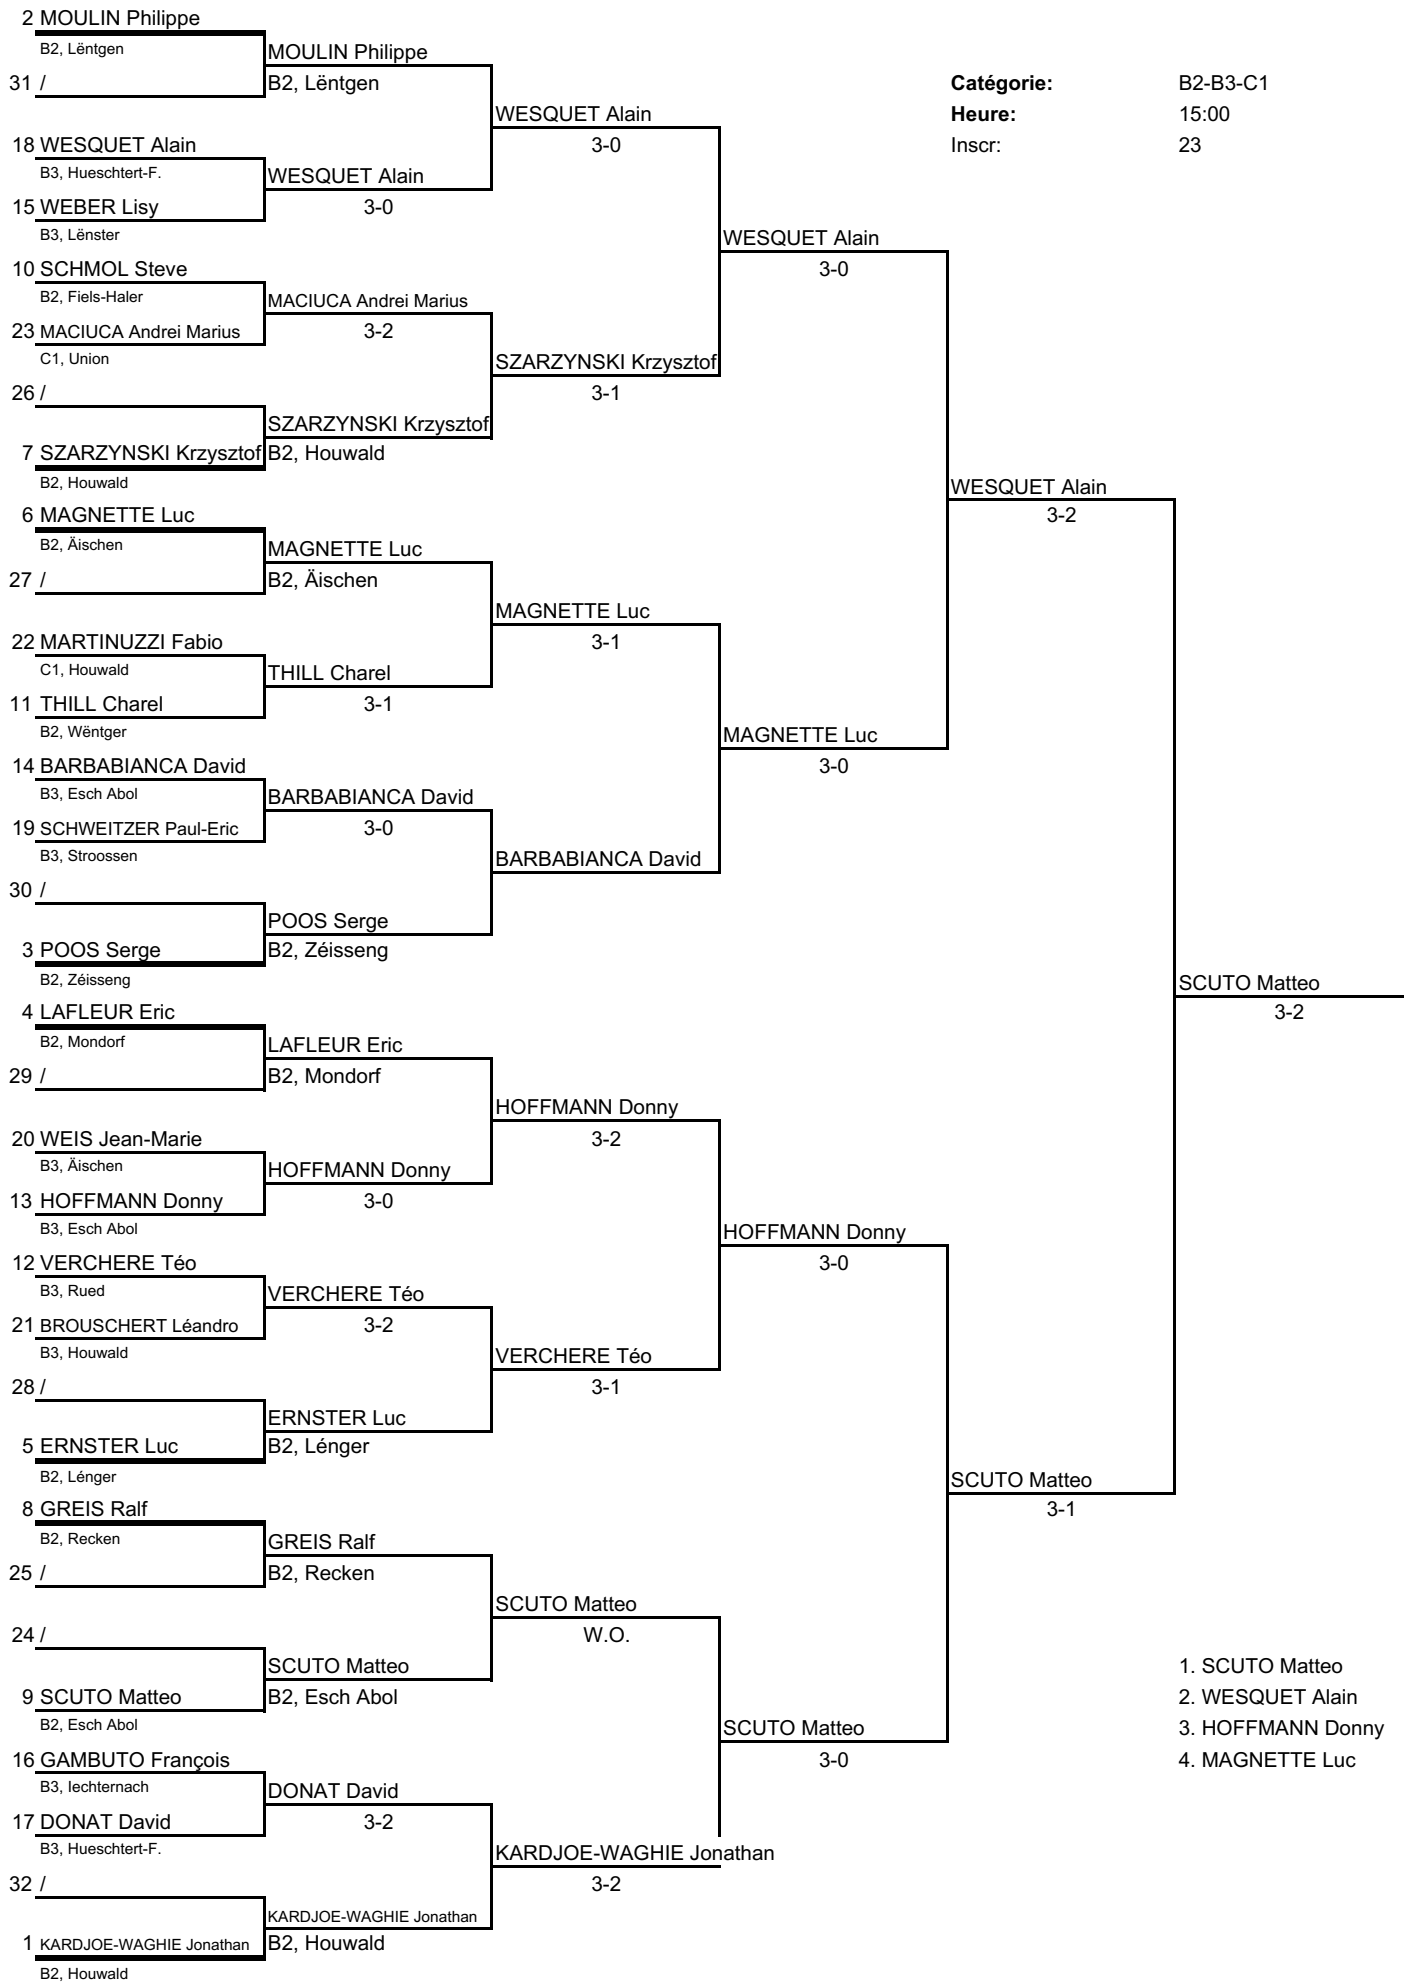 2 MOULIN Philippe
B2, Lëntgen
MOULIN Philippe
31 /
B2, Lëntgen
Catégorie: B2-B3-C1
WESQUET Alain
Heure: 15:00
18 WESQUET Alain
3-0
Inscr: 23
B3, Hueschtert-F.
WESQUET Alain
15 WEBER Lisy
3-0
B3, Lënster
WESQUET Alain
10 SCHMOL Steve
3-0
B2, Fiels-Haler
MACIUCA Andrei Marius
23 MACIUCA Andrei Marius
3-2
C1, Union
SZARZYNSKI Krzysztof
26 /
3-1
SZARZYNSKI Krzysztof
7 SZARZYNSKI Krzysztof
B2, Houwald
B2, Houwald
WESQUET Alain
6 MAGNETTE Luc
3-2
B2, Äischen
MAGNETTE Luc
27 /
B2, Äischen
MAGNETTE Luc
22 MARTINUZZI Fabio
3-1
C1, Houwald
THILL Charel
11 THILL Charel
3-1
B2, Wëntger
MAGNETTE Luc
14 BARBABIANCA David
3-0
B3, Esch Abol
BARBABIANCA David
19 SCHWEITZER Paul-Eric
3-0
B3, Stroossen
BARBABIANCA David
30 /
POOS Serge
3 POOS Serge
B2, Zéisseng
B2, Zéisseng
SCUTO Matteo
4 LAFLEUR Eric
3-2
B2, Mondorf
LAFLEUR Eric
29 /
B2, Mondorf
HOFFMANN Donny
20 WEIS Jean-Marie
3-2
B3, Äischen
HOFFMANN Donny
13 HOFFMANN Donny
3-0
B3, Esch Abol
HOFFMANN Donny
12 VERCHERE Téo
3-0
B3, Rued
VERCHERE Téo
21 BROUSCHERT Léandro
3-2
B3, Houwald
VERCHERE Téo
28 /
3-1
ERNSTER Luc
5 ERNSTER Luc
B2, Lénger
B2, Lénger
SCUTO Matteo
8 GREIS Ralf
3-1
B2, Recken
GREIS Ralf
25 /
B2, Recken
SCUTO Matteo
24 /
W.O.
SCUTO Matteo
1. SCUTO Matteo
9 SCUTO Matteo
B2, Esch Abol
2. WESQUET Alain
B2, Esch Abol
SCUTO Matteo
3. HOFFMANN Donny
16 GAMBUTO François
3-0
4. MAGNETTE Luc
B3, Iechternach
DONAT David
17 DONAT David
3-2
B3, Hueschtert-F.
KARDJOE-WAGHIE Jonathan
32 /
3-2
KARDJOE-WAGHIE Jonathan
1 KARDJOE-WAGHIE Jonathan
B2, Houwald
B2, Houwald